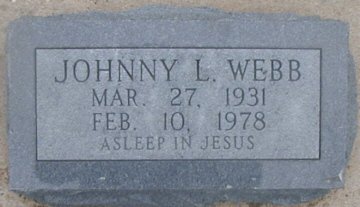 JOHNNY L. WEBB
MAR. 27, 1931
FEB. 10, 1978
ASLEEP IN JESUS